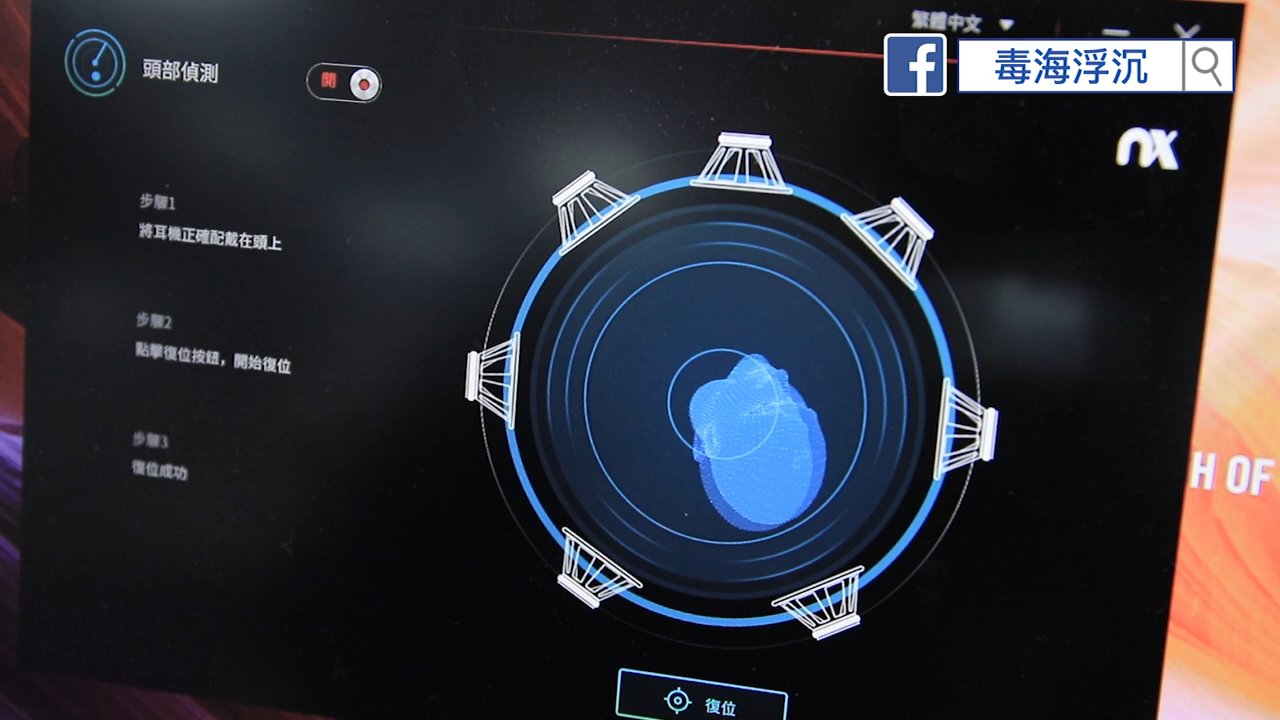 繁體中文
毒海浮沉
頭部偵測
開
nx
步驟1
將耳機正確配戴在頭上
步驟2
點擊復位按鈕，開始復位
步驟3
復位成功
H OF
復位